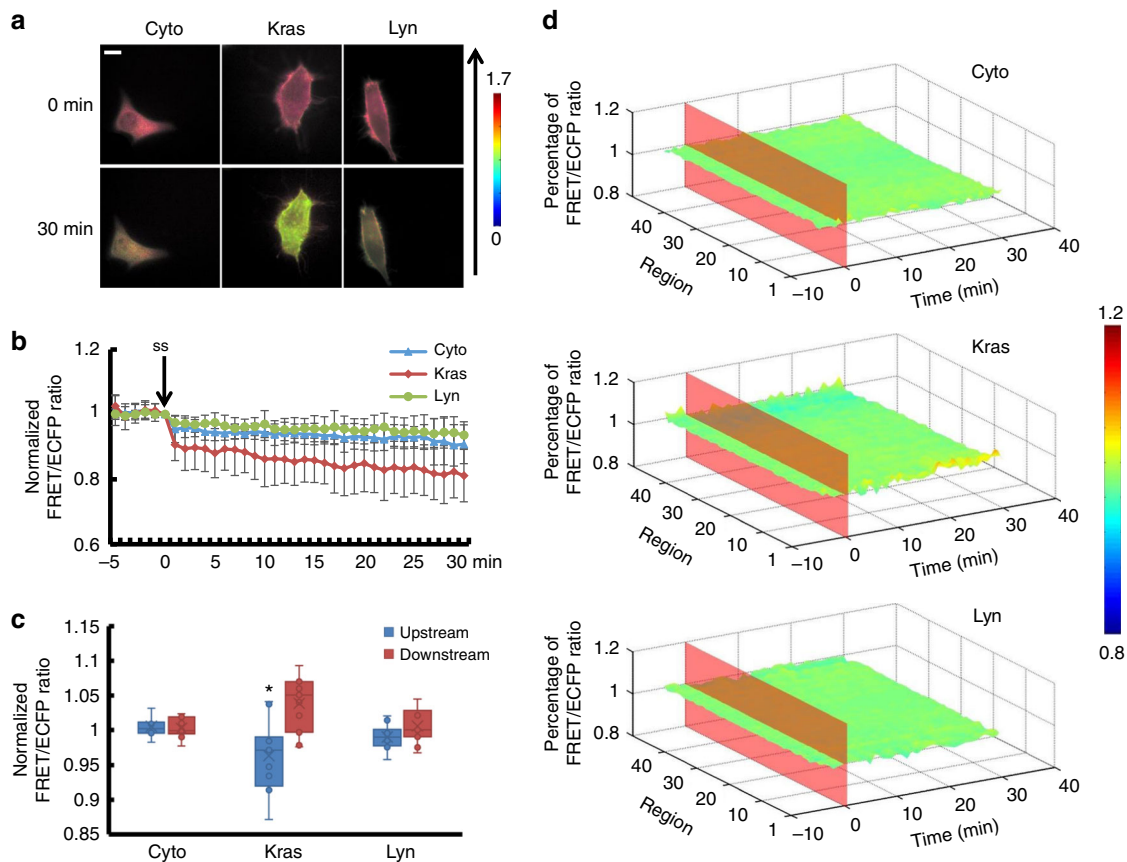 a
Cyto Kras Lyn
0 min
30 min
1.7
0
b
Normalized
FRET/ECFP ratio
1.2
1
0.8
0.6
ss
Cyto
Kras
Lyn
–5 0 5 10 15 20 25 30 min
c
Normalized
FRET/ECFP ratio
1.15
1.1
1.05
1
0.95
0.9
0.85
Upstream
Downstream
*
Cyto Kras Lyn
d
Cyto
Percentage of
FRET/ECFP ratio
1.2
1
0.8
40
30
20
10
1
Region
–10
0
10
20
30
40
Time (min)
Kras
Percentage of
FRET/ECFP ratio
1.2
1
0.8
40
30
20
10
1
Region
–10
0
10
20
30
40
Time (min)
Lyn
Percentage of
FRET/ECFP ratio
1.2
1
0.8
40
30
20
10
1
Region
–10
0
10
20
30
40
Time (min)
1.2
0.8